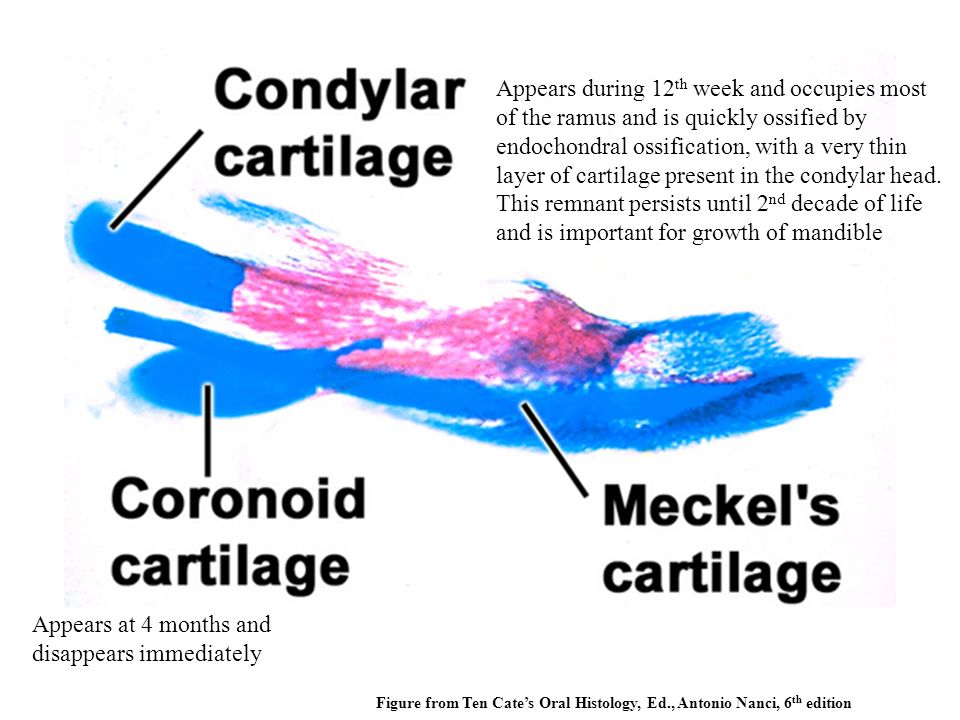 Condylar
cartilage
Appears during 12th week and occupies most
of the ramus and is quickly ossified by
endochondral ossification, with a very thin
layer of cartilage present in the condylar head.
This remnant persists until 2nd decade of life
and is important for growth of mandible
Coronoid
cartilage
Meckel's
cartilage
Appears at 4 months and
disappears immediately
Figure from Ten Cate’s Oral Histology, Ed., Antonio Nanci, 6th edition